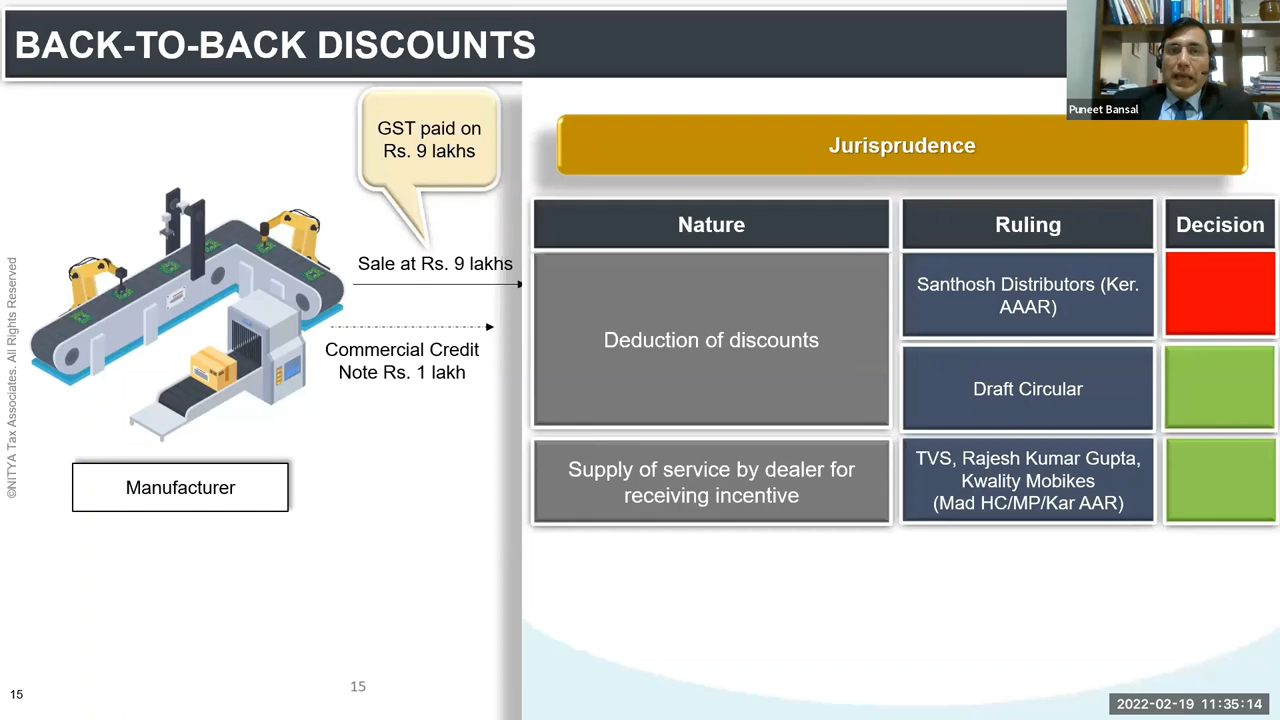 BACK-TO-BACK DISCOUNTS
Puneet Bansal
GST paid on
Rs. 9 lakhs
Sale at Rs. 9 lakhs
Commercial Credit
Note Rs. 1 lakh
Manufacturer
©NITYA Tax Associates. All Rights Reserved
Jurisprudence
Nature
Ruling
Decision
Deduction of discounts
Santhosh Distributors (Ker.
AAAR)
Draft Circular
Supply of service by dealer for
receiving incentive
TVS, Rajesh Kumar Gupta,
Kwality Mobikes
(Mad HC/MP/Kar AAR)
15
15
2022-02-19 11:35:14